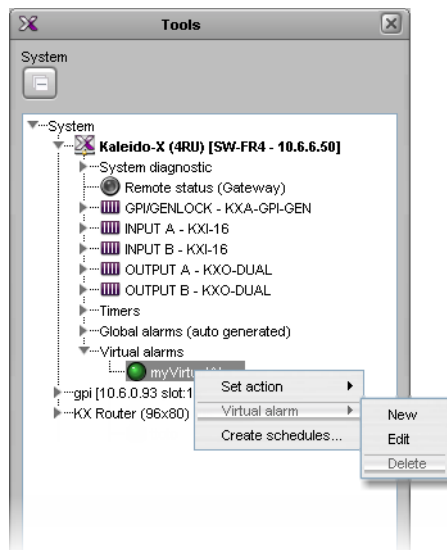 Tools
System
System
Kaleido-X (4RU) [SW-FR4 - 10.6.6.50]
System diagnostic
Remote status (Gateway)
GPI/GENLOCK - KXA-GPI-GEN
INPUT A - KXI-16
INPUT B - KXI-16
OUTPUT A - KXO-DUAL
OUTPUT B - KXO-DUAL
Timers
Global alarms (auto generated)
Virtual alarms
gpi [10.6.0.93 slot:1
KX Router (96x80)
Set action
Virtual alarm
Create schedules...
New
Edit
Delete